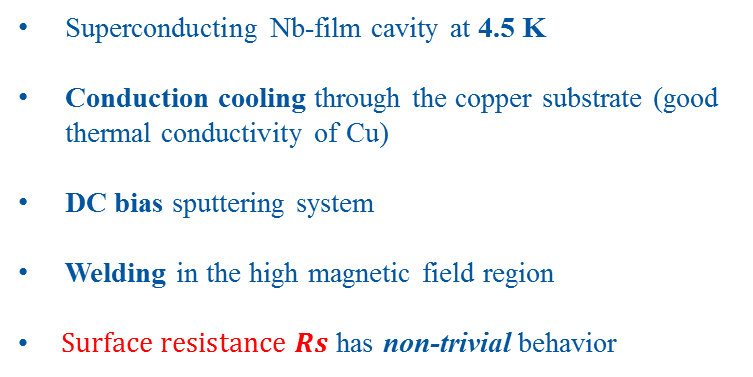 • Superconducting Nb-film cavity at 4.5 K
• Conduction cooling through the copper substrate (good
thermal conductivity of Cu)
• DC bias sputtering system
• Welding in the high magnetic field region
• Surface resistance Rs has non-trivial behavior